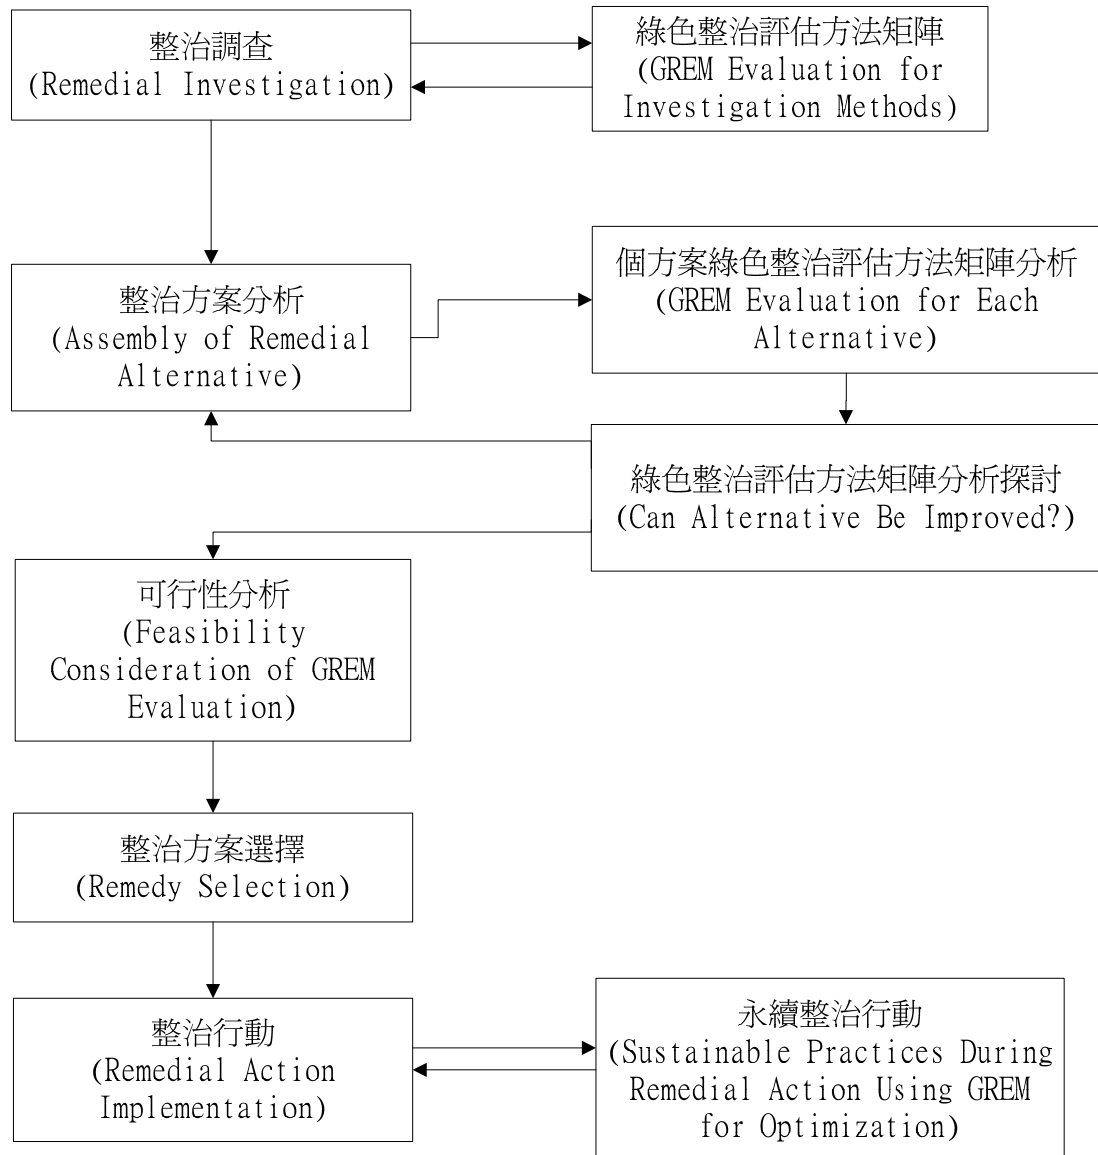 整治調查
(Remedial Investigation)
綠色整治評估方法矩陣
(GREM Evaluation for
Investigation Methods)
整治方案分析
(Assembly of Remedial
Alternative)
個方案綠色整治評估方法矩陣分析
(GREM Evaluation for Each
Alternative)
綠色整治評估方法矩陣分析探討
(Can Alternative Be Improved?)
可行性分析
(Feasibility
Consideration of GREM
Evaluation)
整治方案選擇
(Remedy Selection)
整治行動
(Remedial Action
Implementation)
永續整治行動
(Sustainable Practices During
Remedial Action Using GREM
for Optimization)